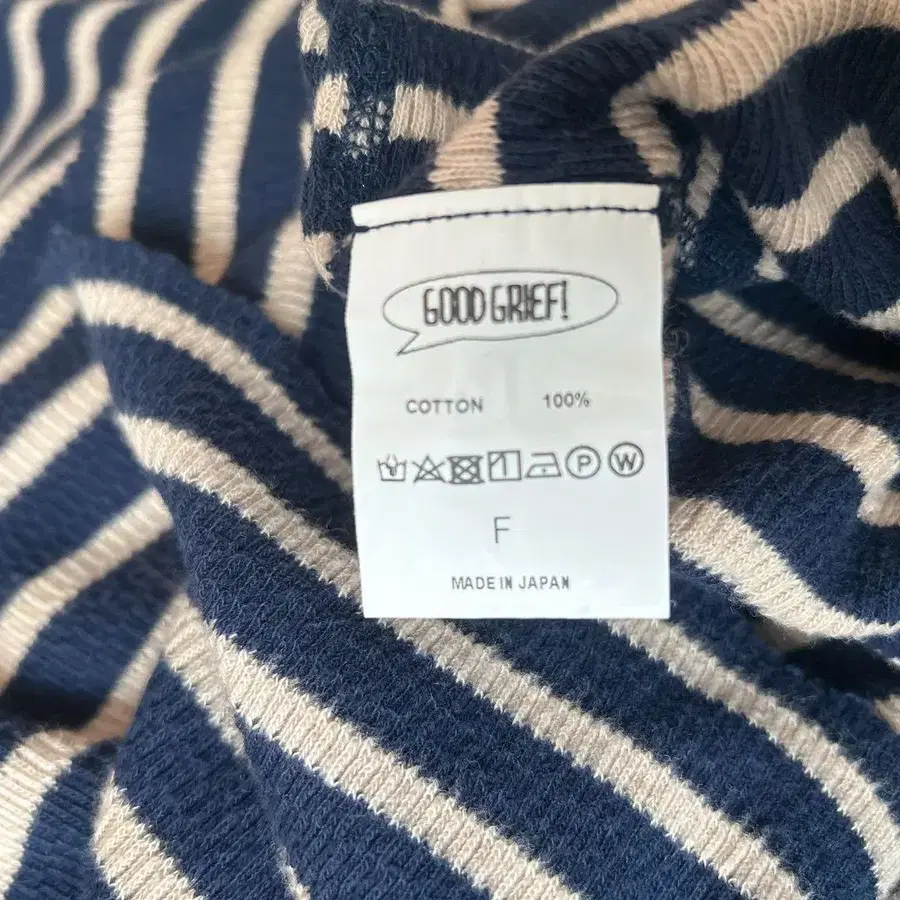 GOOD GRIEF!
COTTON 100%
P W
F
MADE IN JAPAN